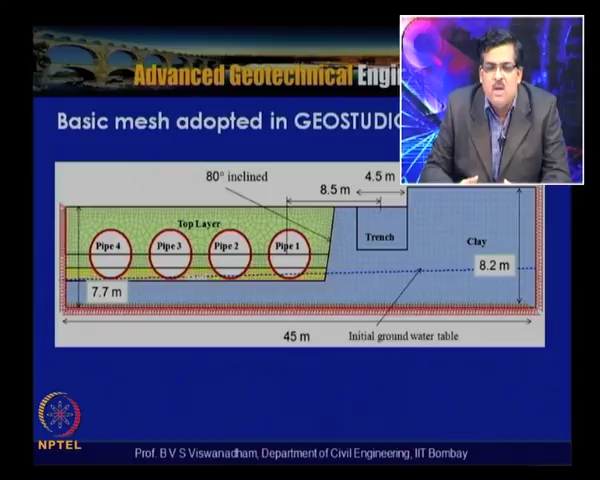 Advanced Geotechnical Engi
Basic mesh adopted in GEOSTUDIO
80° inclined
4.5 m
8.5 m
Top Layer
Pipe 4
Pipe 3
Pipe 2
Pipe 1
Trench
Clay
8.2 m
7.7 m
45 m
Initial ground water table
NPTEL
Prof. B V S Viswanadham, Department of Civil Engineering, IIT Bombay